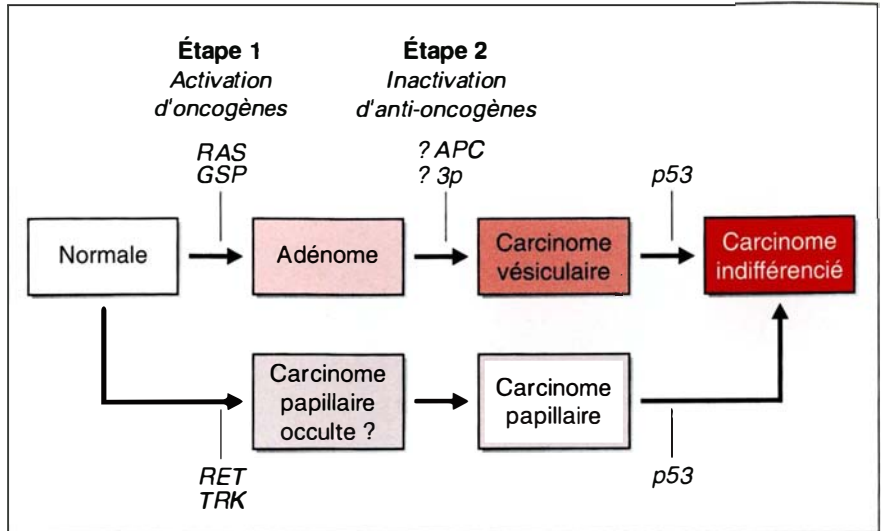 Étape 1
Activation
d'oncogènes
RAS
GSP
Étape 2
Inactivation
d'anti-oncogènes
? APC
? 3p
p53
Normale
Adénome
Carcinome
vésiculaire
Carcinome
indifférencié
Carcinome
papillaire
occulte ?
Carcinome
papillaire
RET
TRK
p53